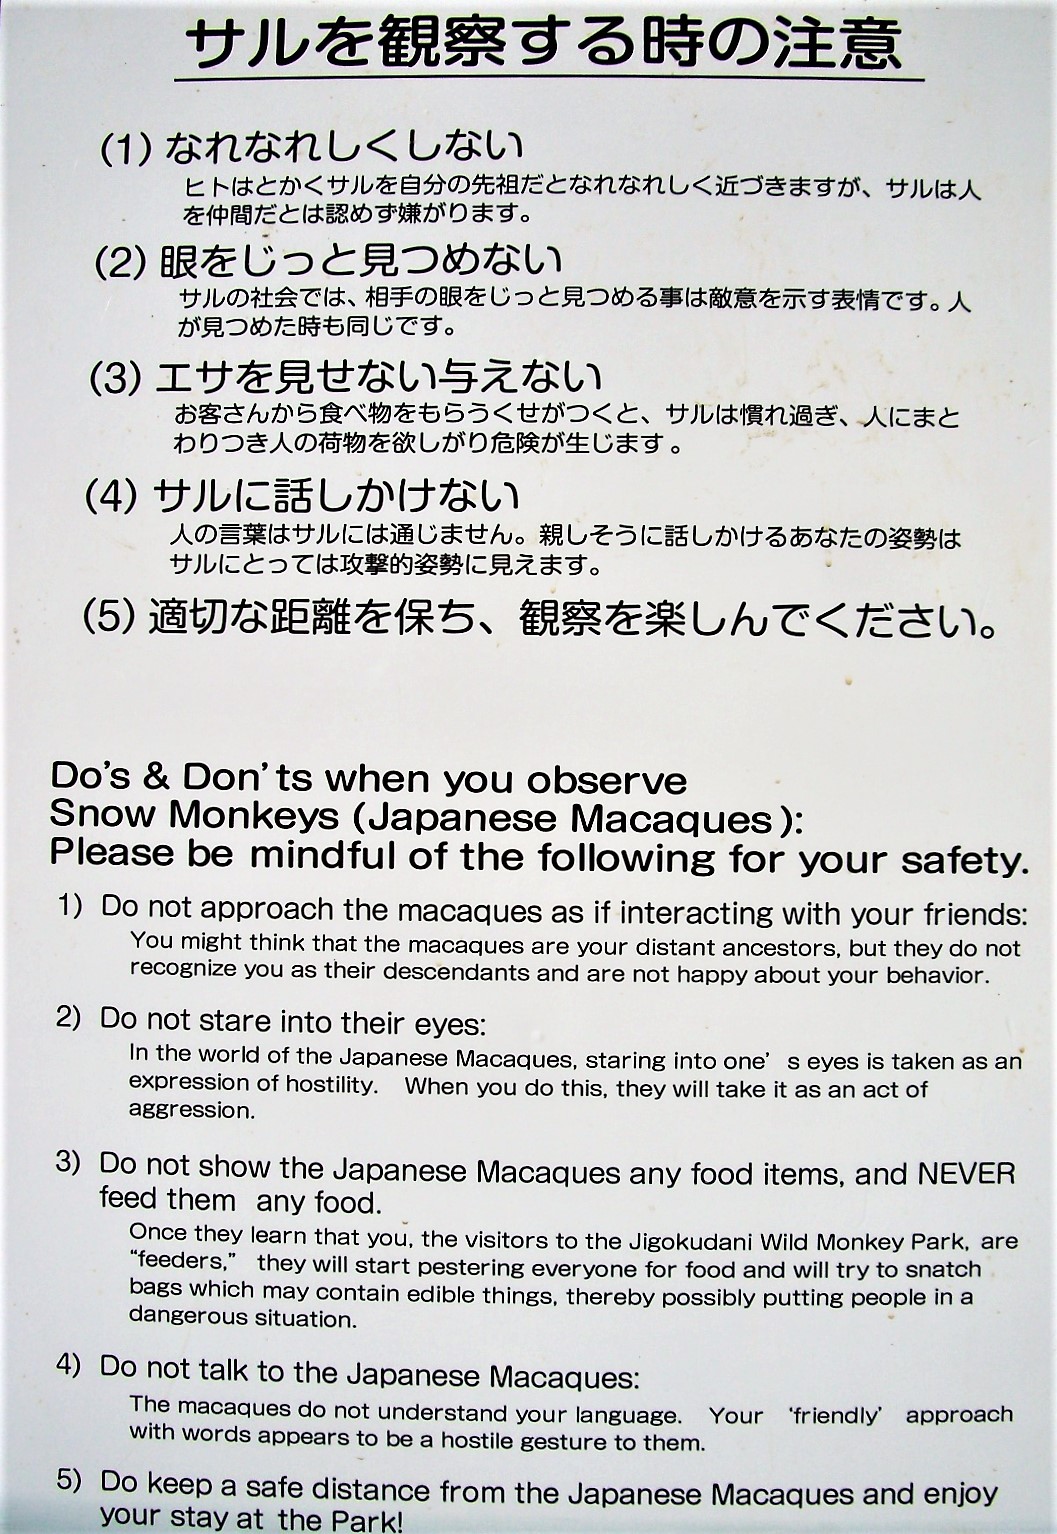 サルを観察する時の注意
(1) なれなれしくしない
ヒトはとかくサルを自分の先祖だとなれなれしく近づきますが、サルは人
を仲間だとは認めず嫌がります。
(2) 眼をじっと見つめない
サルの社会では、相手の眼をじっと見つめる事は敵意を示す表情です。人
が見つめた時も同じです。
(3) エサを見せない与えない
お客さんから食べ物をもらうくせがつくと、サルは慣れ過ぎ、人にまと
わりつき人の荷物を欲しがり危険が生じます。
(4) サルに話しかけない
人の言葉はサルには通じません。親しそうに話しかけるあなたの姿勢は
サルにとっては攻撃的姿勢に見えます。
(5) 適切な距離を保ち、観察を楽しんでください。
Do's & Don'ts when you observe
Snow Monkeys (Japanese Macaques):
Please be mindful of the following for your safety.
1) Do not approach the macaques as if interacting with your friends:
You might think that the macaques are your distant ancestors, but they do not
recognize you as their descendants and are not happy about your behavior.
2) Do not stare into their eyes:
In the world of the Japanese Macaques, staring into one's eyes is taken as an
expression of hostility. When you do this, they will take it as an act of
aggression.
3) Do not show the Japanese Macaques any food items, and NEVER
feed them any food.
Once they learn that you, the visitors to the Jigokudani Wild Monkey Park, are
"feeders," they will start pestering everyone for food and will try to snatch
bags which may contain edible things, thereby possibly putting people in a
dangerous situation.
4) Do not talk to the Japanese Macaques:
The macaques do not understand your language. Your 'friendly' approach
with words appears to be a hostile gesture to them.
5) Do keep a safe distance from the Japanese Macaques and enjoy
your stay at the Park!